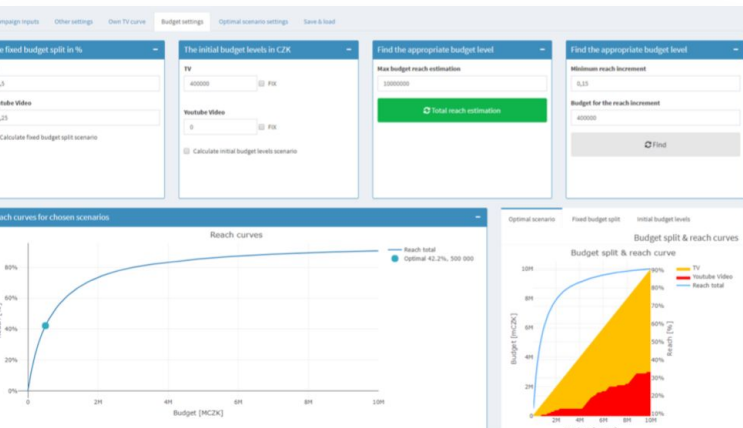 mpaign inputs Other settings Own TV curve Budget settings Optimal scenario settings Save & load
e fixed budget split in % −
,5
utube Video
,25
Calculate fixed budget split scenario
The initial budget levels in CZK −
TV
400000 FIX
Youtube Video
0 FIX
Calculate initial budget levels scenario
Find the appropriate budget level −
Max budget reach estimation
10000000
Total reach estimation
Find the appropriate budget level −
Minimum reach increment
0,15
Budget for the reach increment
400000
Find
ach curves for chosen scenarios −
Reach curves
Reach total
Optimal 42.2%, 500 000
80%
60%
40%
20%
0%
0 2M 4M 6M 8M 10M
Budget [MCZK]
Optimal scenario Fixed budget split Initial budget levels
Budget split & reach curves
Budget split & reach curve
TV
Youtube Video
Reach total
10M
8M
6M
4M
2M
0
Budget [mCZK]
90%
80%
70%
60%
50%
40%
30%
20%
10%
Reach [%]
2M 4M 6M 8M 10M